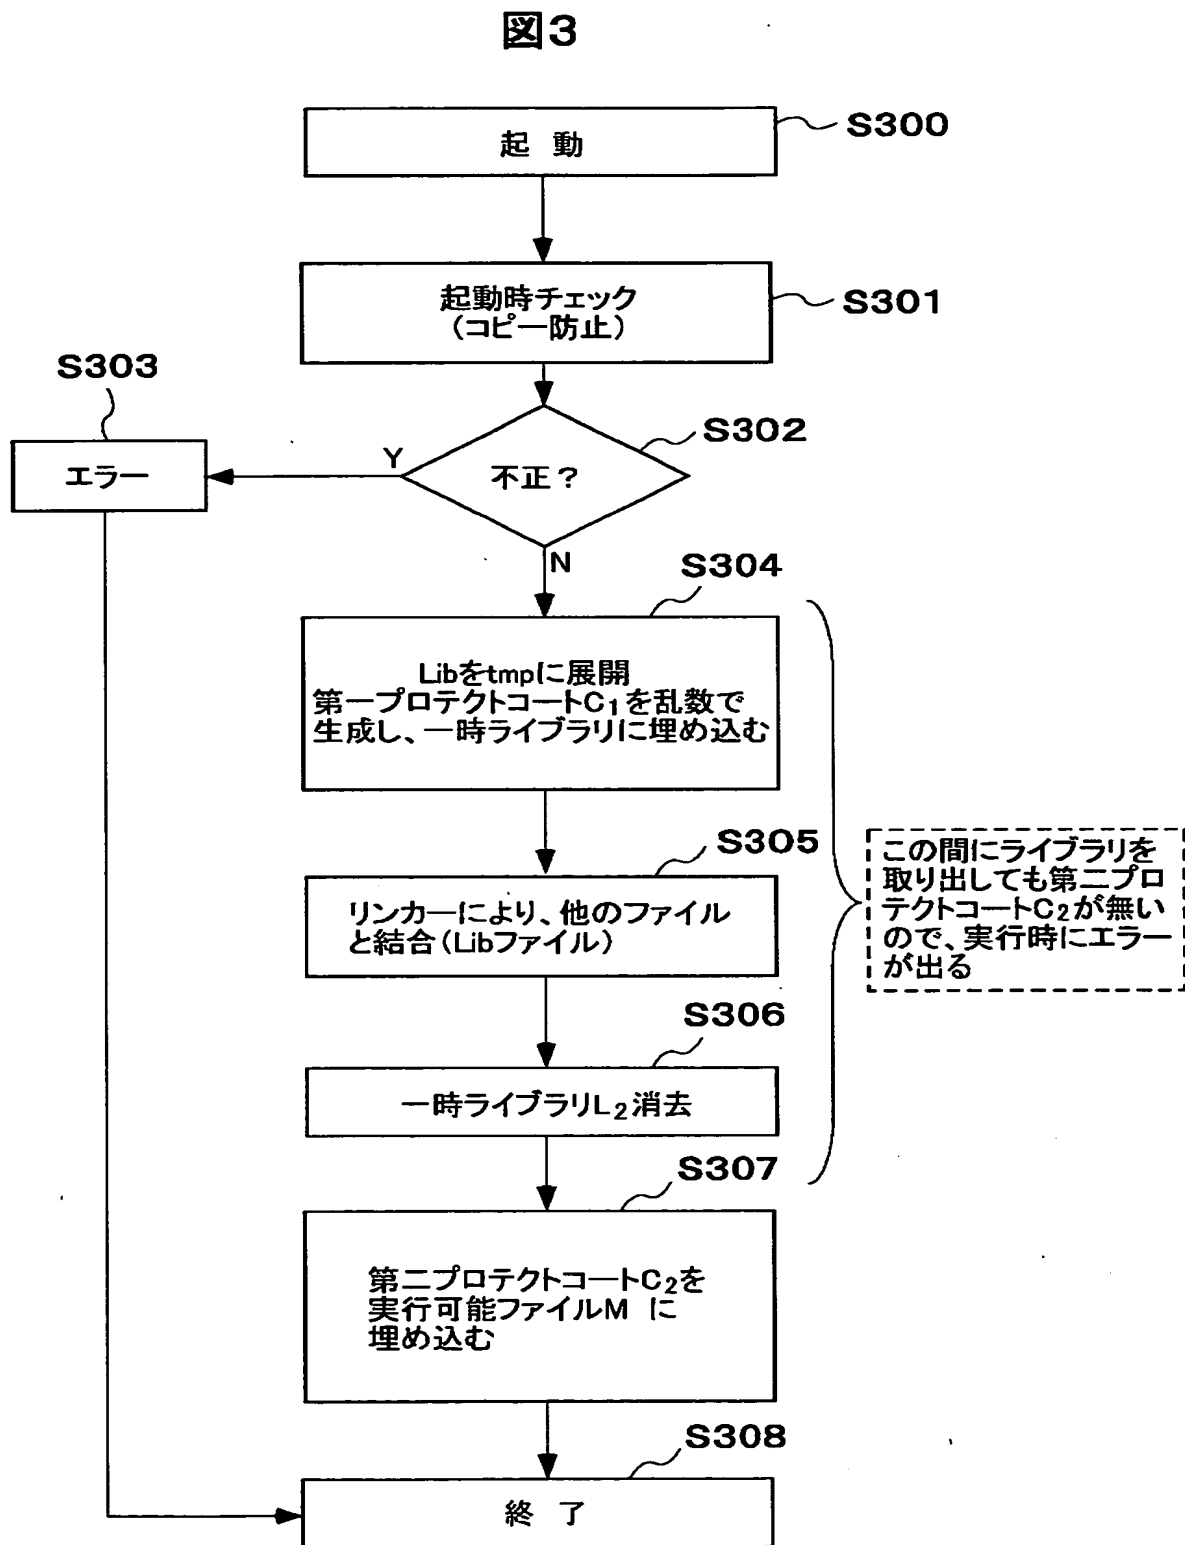 図3
起 動
S300
起動時チェック
(コピー防止)
S301
S303
エラー
Y
不正?
S302
N
S304
Libをtmpに展開
第一プロテクトコートC₁を乱数で
生成し、一時ライブラリに埋め込む
S305
リンカーにより、他のファイル
と結合(Libファイル)
この間にライブラリを
取り出しても第二プロ
テクトコートC₂が無い
ので、実行時にエラー
が出る
S306
一時ライブラリL₂消去
S307
第二プロテクトコートC₂を
実行可能ファイルM に
埋め込む
S308
終 了